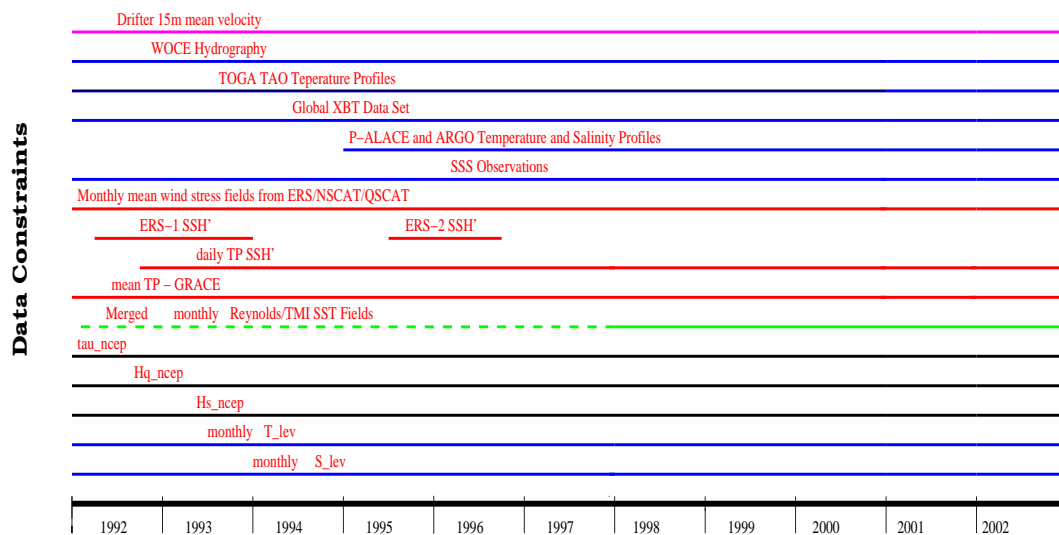 Drifter 15m mean velocity
WOCE Hydrography
TOGA TAO Teperature Profiles
Global XBT Data Set
P-ALACE and ARGO Temperature and Salinity Profiles
SSS Observations
Monthly mean wind stress fields from ERS/NSCAT/QSCAT
ERS-1 SSH' ERS-2 SSH'
daily TP SSH'
mean TP - GRACE
Merged monthly Reynolds/TMI SST Fields
tau_ncep
Hq_ncep
Hs_ncep
monthly T_lev
monthly S_lev
Data Constraints
1992 1993 1994 1995 1996 1997 1998 1999 2000 2001 2002